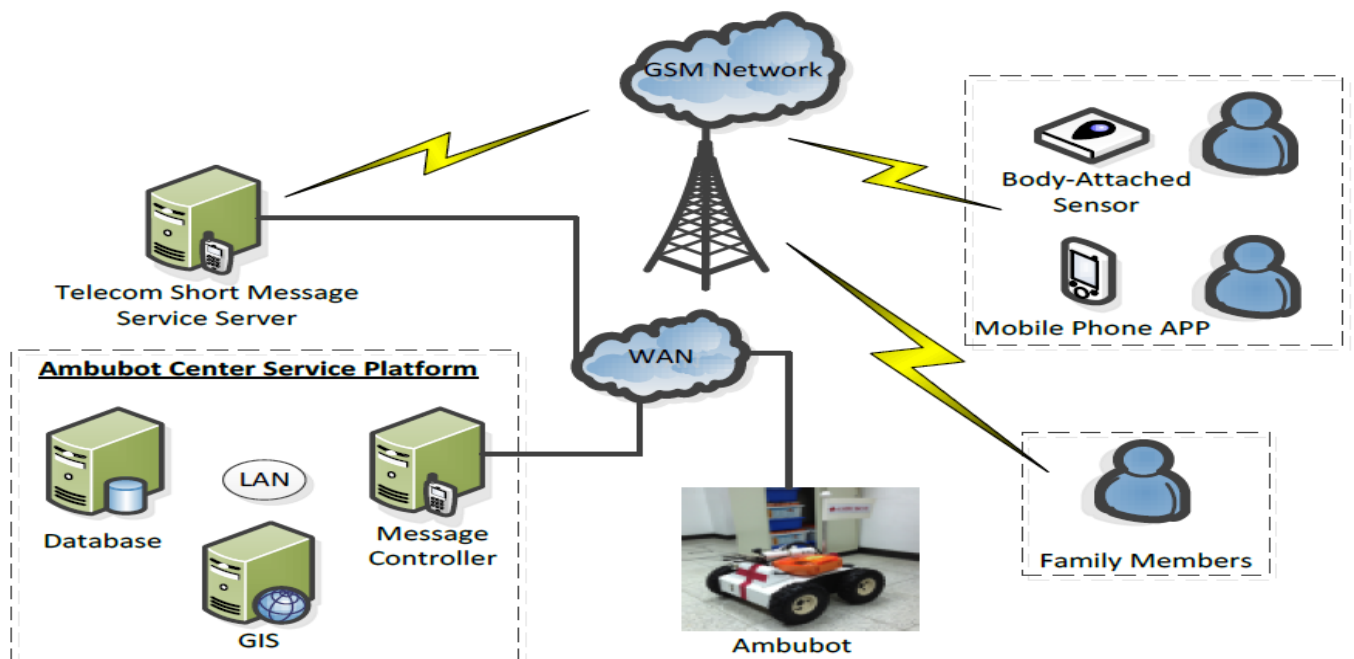 GSM Network
Body-Attached
Sensor
Mobile Phone APP
Telecom Short Message
Service Server
WAN
Ambubot Center Service Platform
LAN
Database
Message
Controller
GIS
Ambubot
Family Members